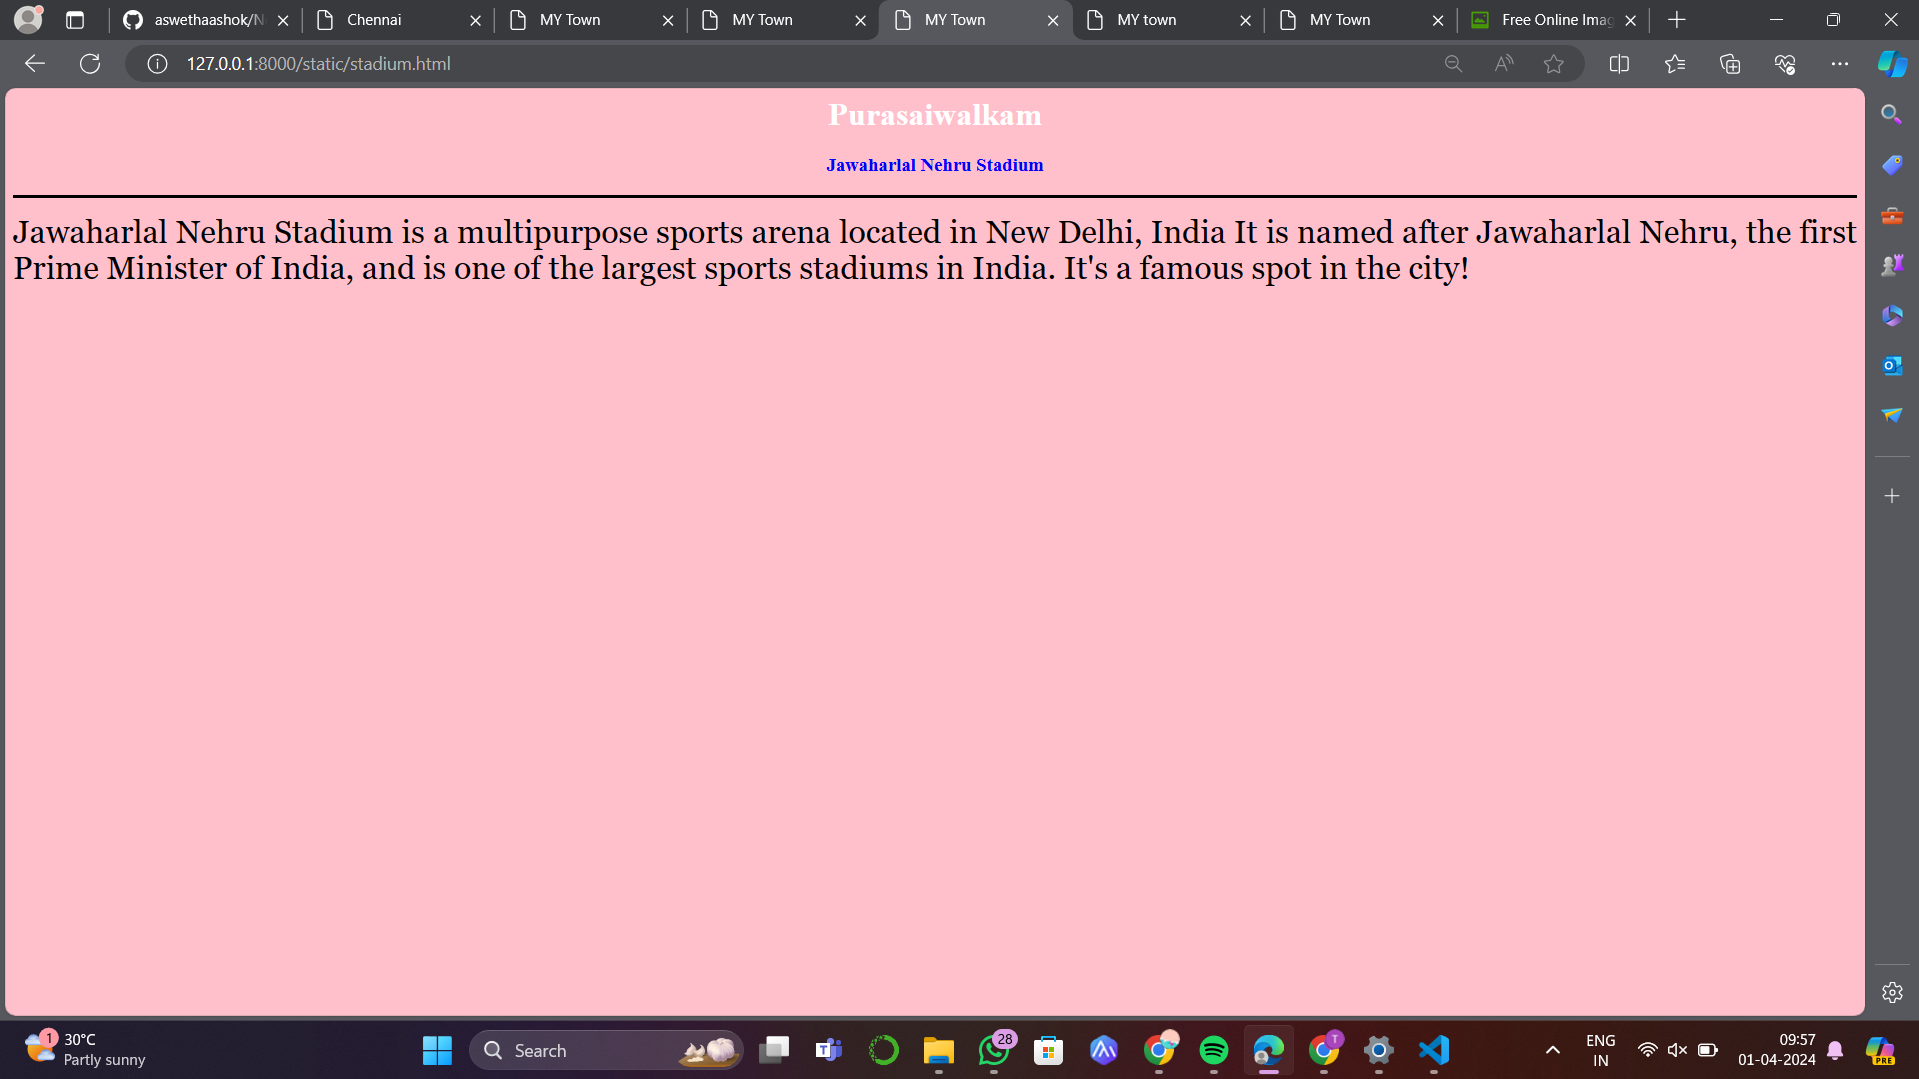 aswethaashok/N
Chennai
MY Town
MY Town
MY Town
MY town
MY Town
Free Online Imag
127.0.0.1:8000/static/stadium.html
Purasaiwalkam
Jawaharlal Nehru Stadium
Jawaharlal Nehru Stadium is a multipurpose sports arena located in New Delhi, India It is named after Jawaharlal Nehru, the first
Prime Minister of India, and is one of the largest sports stadiums in India. It's a famous spot in the city!
1
30°C
Partly sunny
Search
28
T
ENG
IN
09:57
01-04-2024
PRE